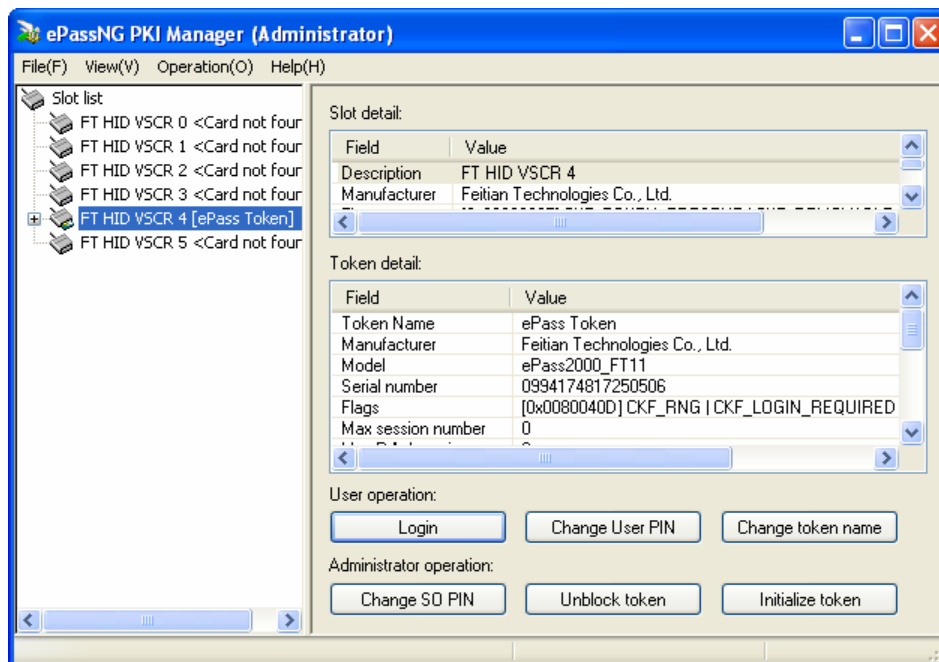 ePassNG PKI Manager (Administrator)
File(F) View(V) Operation(O) Help(H)
Slot list
FT HID VSCR 0 <Card not four
FT HID VSCR 1 <Card not four
FT HID VSCR 2 <Card not four
FT HID VSCR 3 <Card not four
FT HID VSCR 4 [ePass Token]
FT HID VSCR 5 <Card not four
Slot detail:
Field Value
Description FT HID VSCR 4
Manufacturer Feitian Technologies Co., Ltd.
Token detail:
Field Value
Token Name ePass Token
Manufacturer Feitian Technologies Co., Ltd.
Model ePass2000_FT11
Serial number 0994174817250506
Flags [0x0080040D] CKF_RNG | CKF_LOGIN_REQUIRED
Max session number 0
User operation:
Login Change User PIN Change token name
Administrator operation:
Change SO PIN Unblock token Initialize token